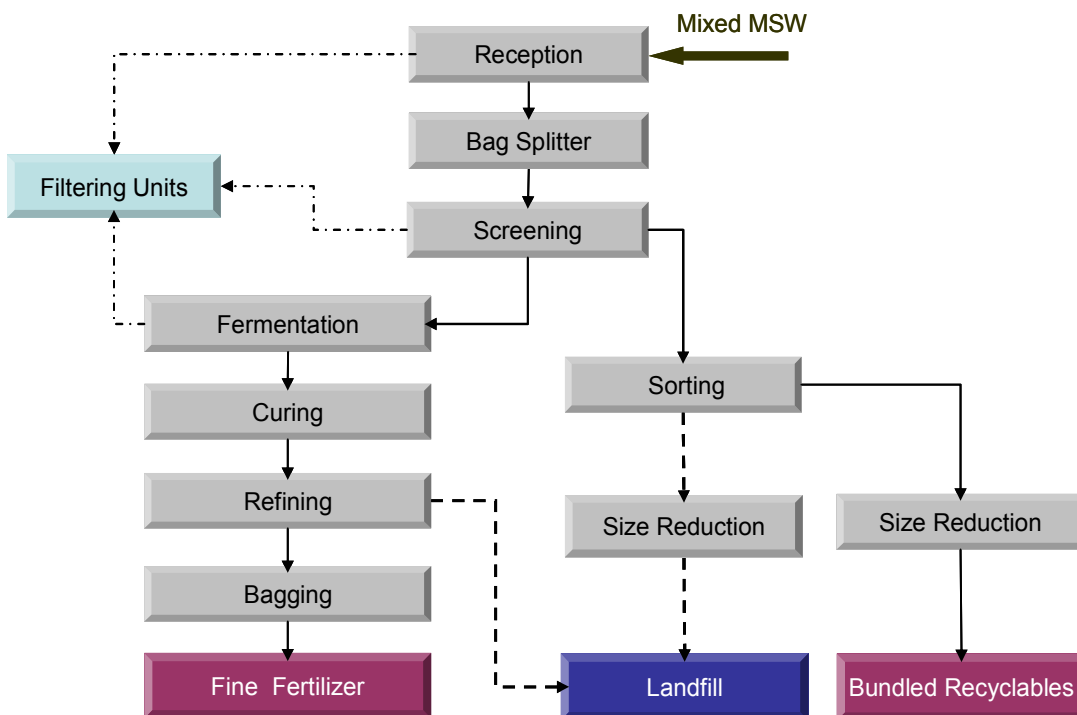 Mixed MSW
Reception
Bag Splitter
Filtering Units
Screening
Fermentation
Sorting
Curing
Refining
Size Reduction
Size Reduction
Bagging
Fine Fertilizer
Landfill
Bundled Recyclables